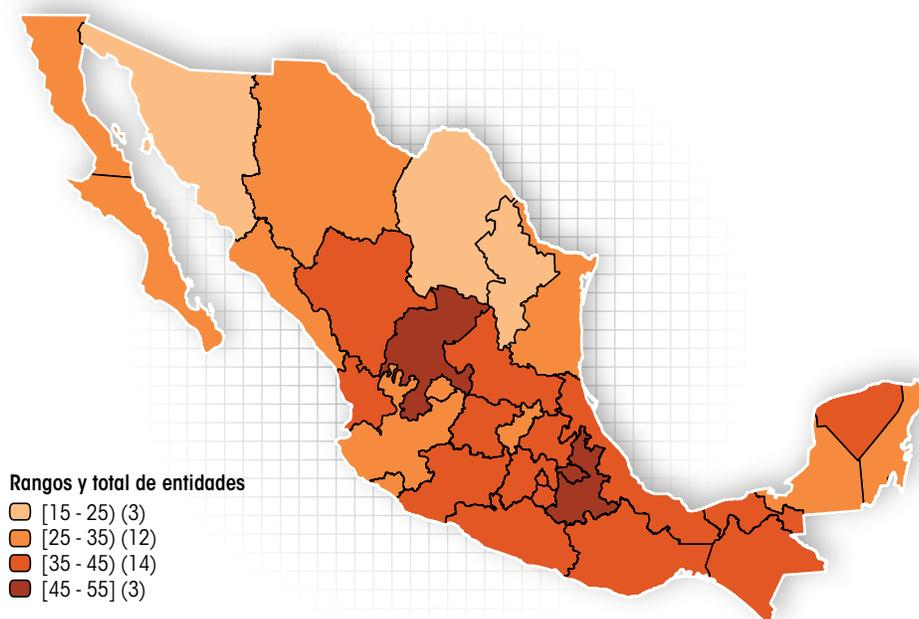 Rangos y total de entidades
[15 - 25) (3)
[25 - 35) (12)
[35 - 45) (14)
[45 - 55] (3)